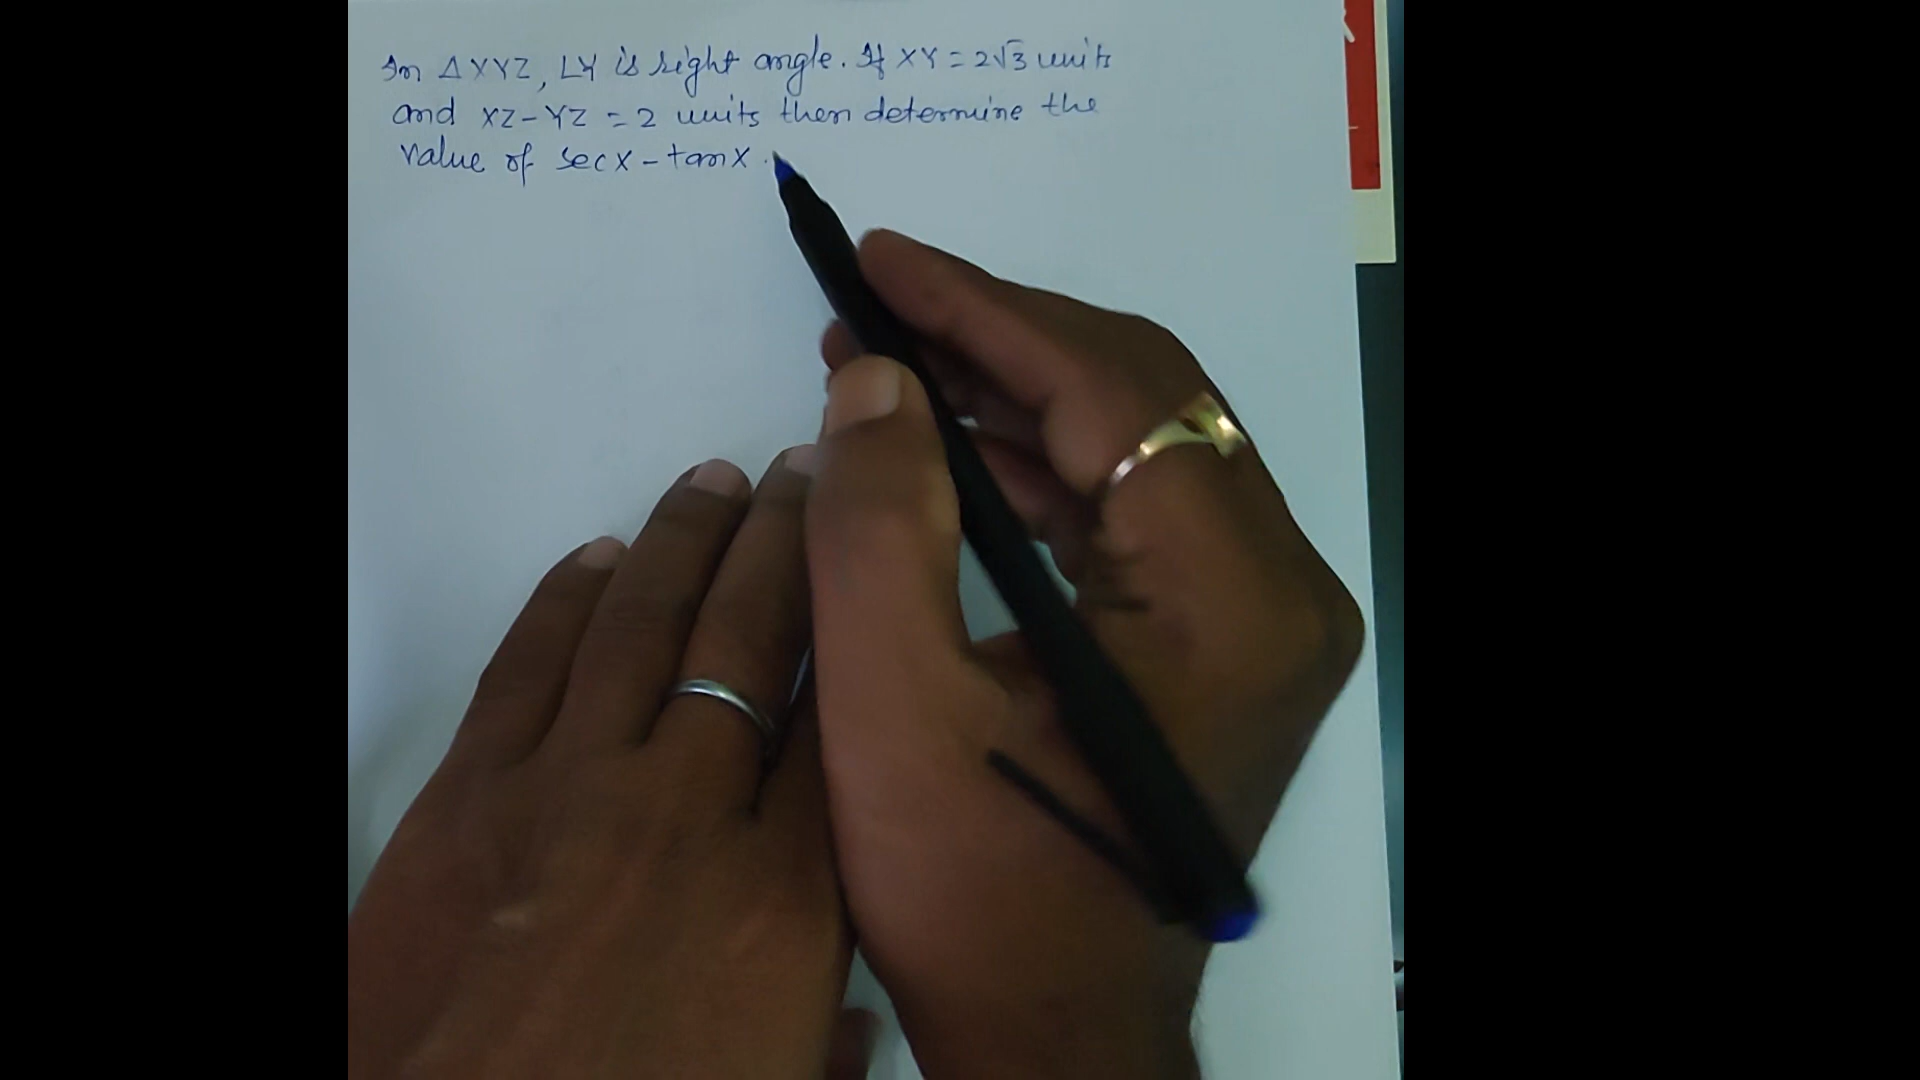 In ΔXYZ, ∠Y is right angle. If XY = 2√3 units
and XZ - YZ = 2 units then determine the
value of secX - tanX.